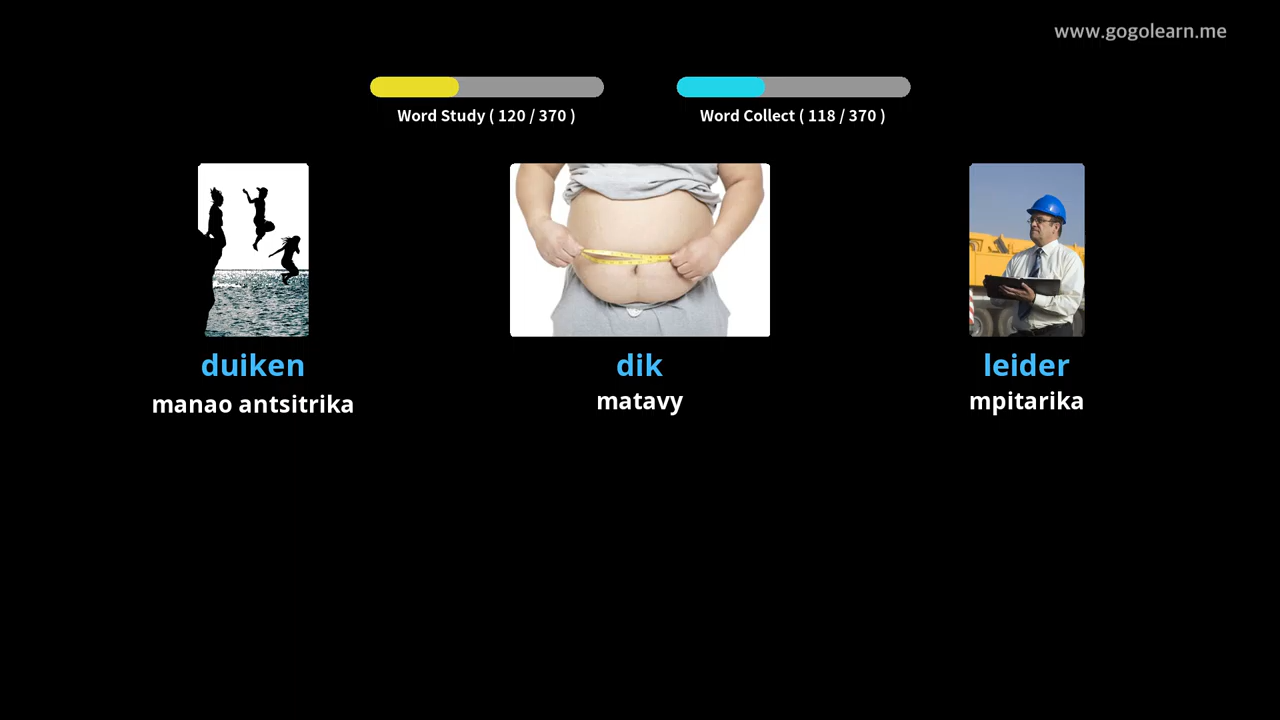 www.gogolearn.me
Word Study ( 120 / 370 )
Word Collect ( 118 / 370 )
duiken
dik
leider
manao antsitrika
matavy
mpitarika